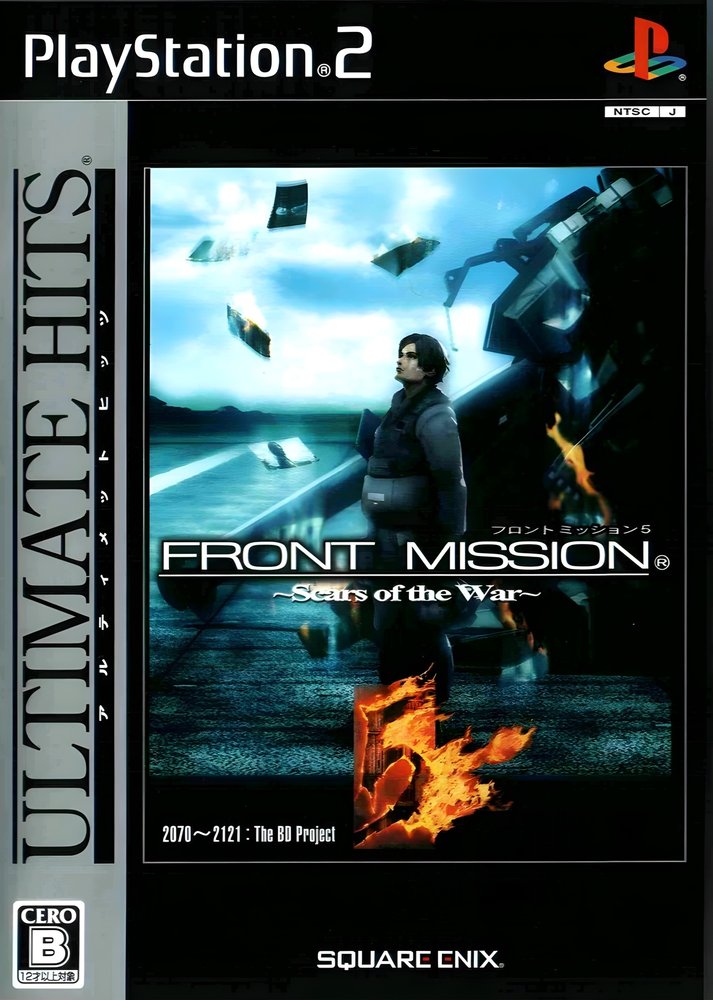 PlayStation®2
NTSC J
ULTIMATE HITS®
アルティメットヒッツ
フロントミッション5
FRONT MISSION®
~Scars of the War~
5
2070~2121 : The BD Project
CERO
B
12才以上対象
SQUARE ENIX®